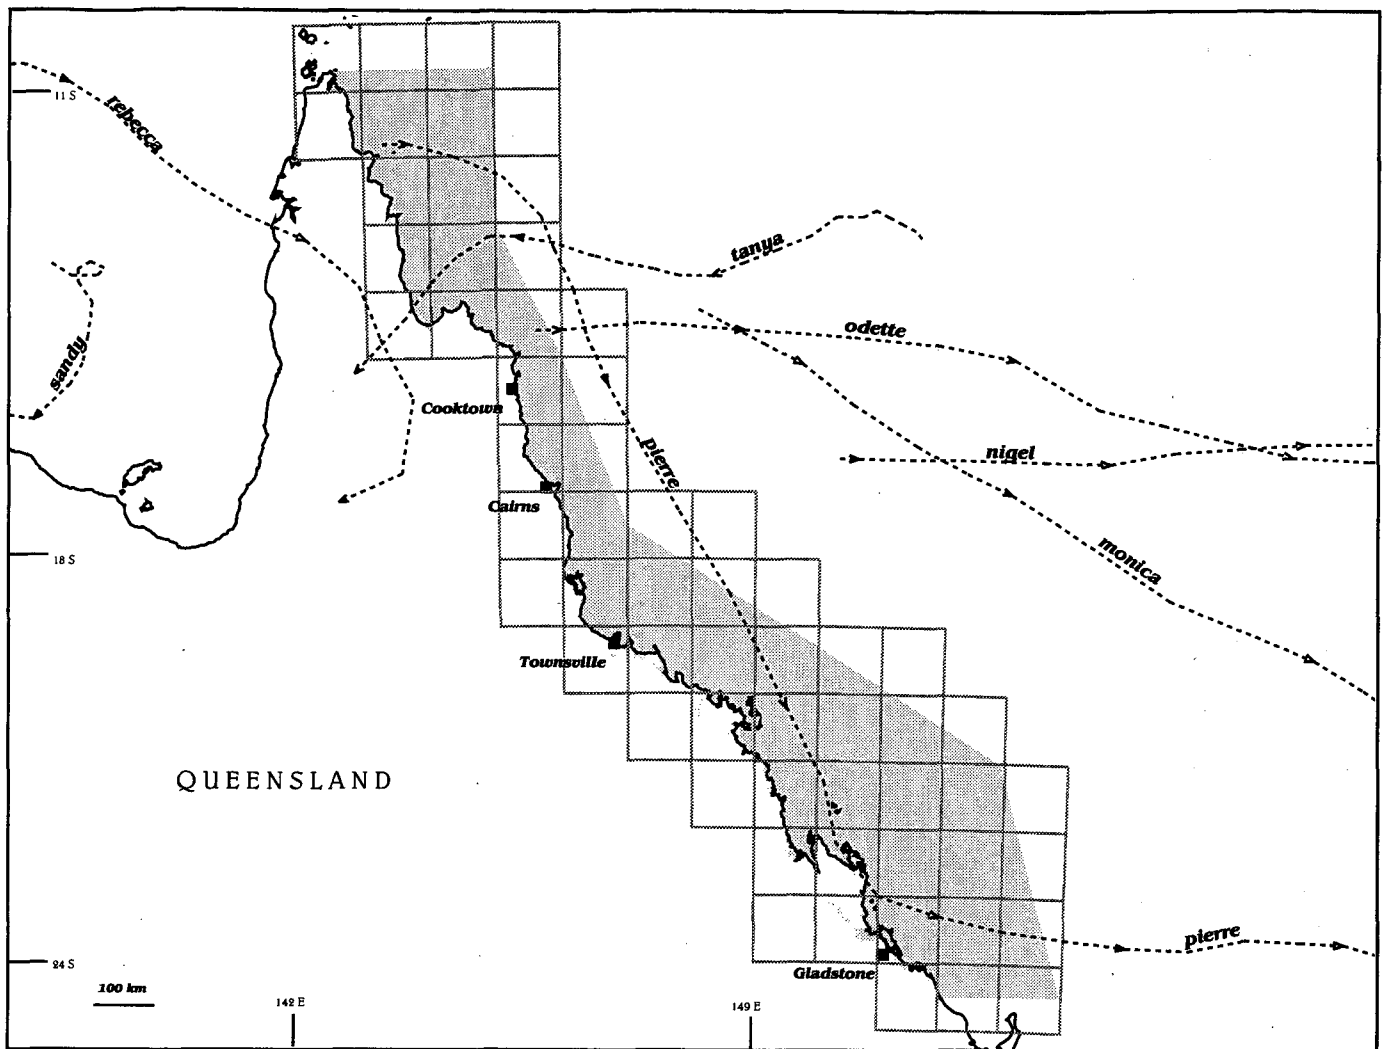 11 S
rebecca
tanya
odette
sandy
Cooktown
pierre
niqel
Cairns
monica
18 S
Townsville
QUEENSLAND
pierre
24 S
Gladstone
100 km
142 E
149 E